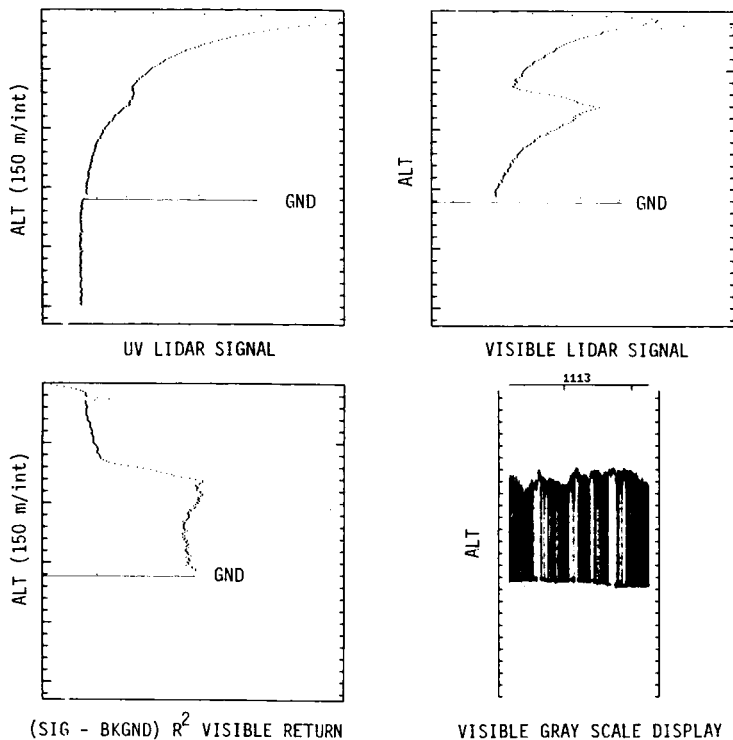 ALT (150 m/int)
GND
UV LIDAR SIGNAL
ALT
GND
VISIBLE LIDAR SIGNAL
ALT (150 m/int)
GND
(SIG - BKGND) R² VISIBLE RETURN
1113
ALT
VISIBLE GRAY SCALE DISPLAY